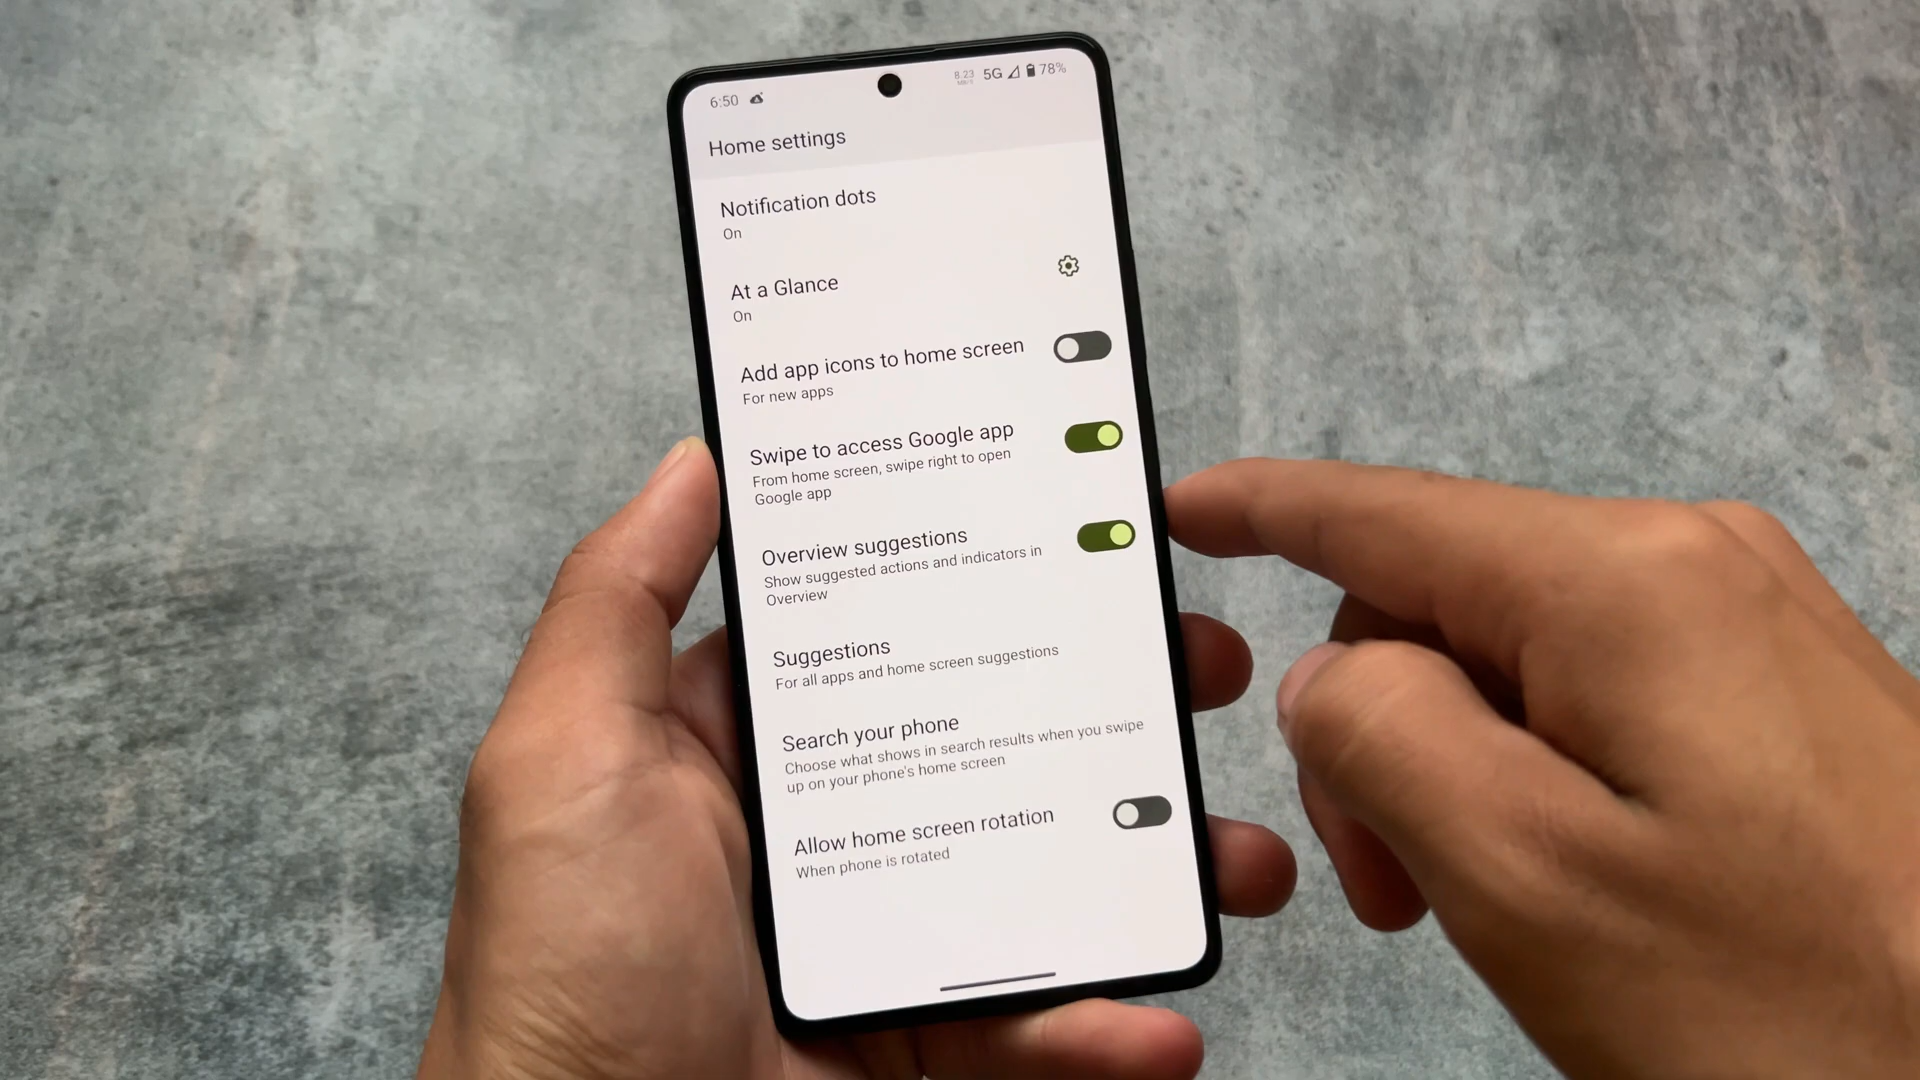 6:50
8.23 5G 78%
Home settings
Notification dots
On
At a Glance
On
Add app icons to home screen
For new apps
Swipe to access Google app
From home screen, swipe right to open
Google app
Overview suggestions
Show suggested actions and indicators in
Overview
Suggestions
For all apps and home screen suggestions
Search your phone
Choose what shows in search results when you swipe
up on your phone's home screen
Allow home screen rotation
When phone is rotated